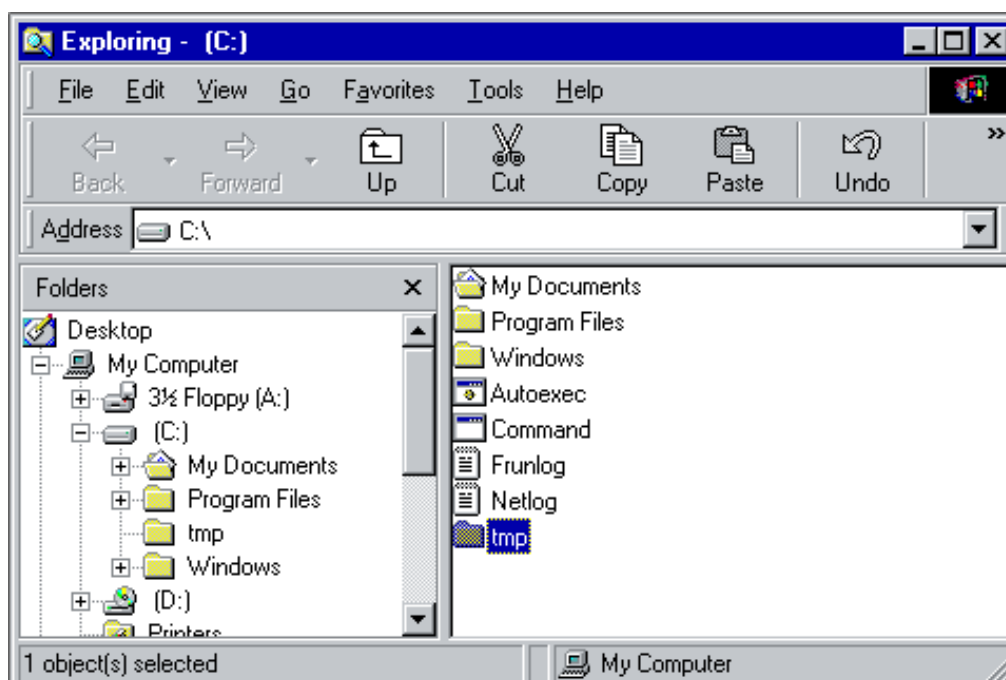 Exploring - (C:)
File Edit View Go Favorites Tools Help
Back Forward Up Cut Copy Paste Undo »
Address C:\
Folders
Desktop
My Computer
3½ Floppy (A:)
(C:)
My Documents
Program Files
tmp
Windows
(D:)
Printers
My Documents
Program Files
Windows
Autoexec
Command
Frunlog
Netlog
tmp
1 object(s) selected
My Computer